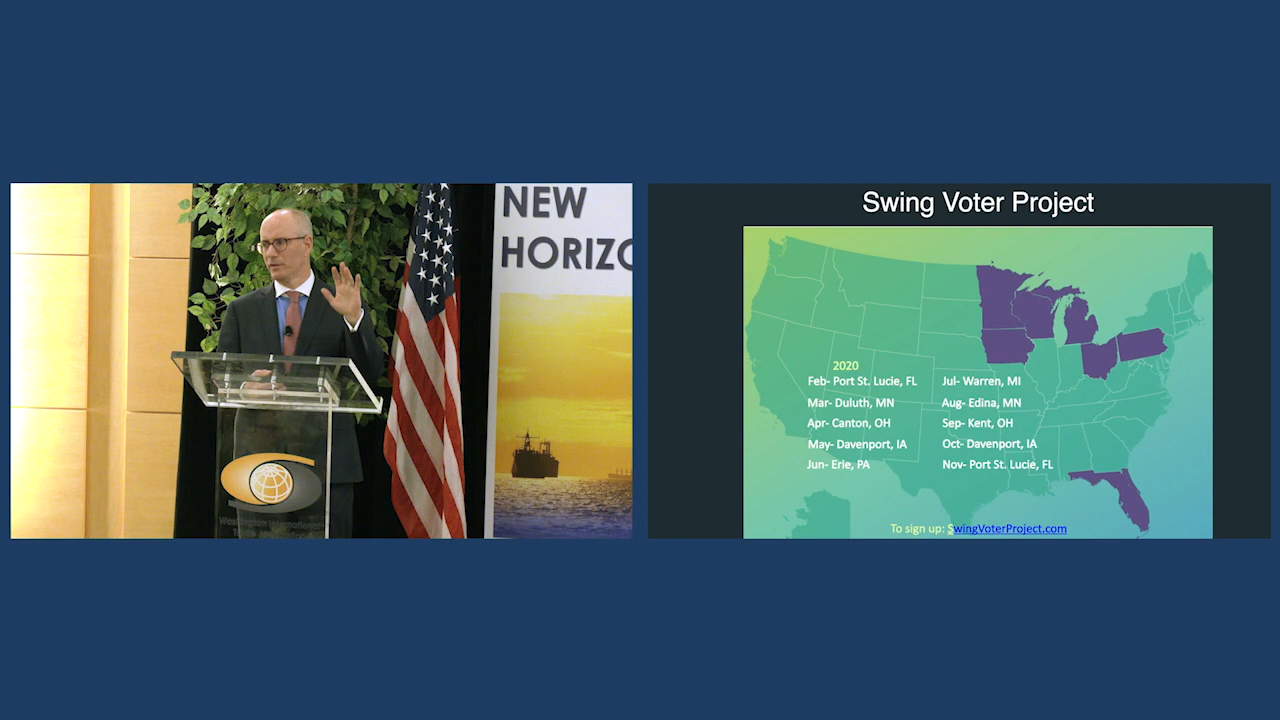 NEW
HORIZO
Washington International
Swing Voter Project
2020
Feb- Port St. Lucie, FL
Mar- Duluth, MN
Apr- Canton, OH
May- Davenport, IA
Jun- Erie, PA
Jul- Warren, MI
Aug- Edina, MN
Sep- Kent, OH
Oct- Davenport, IA
Nov- Port St. Lucie, FL
To sign up: SwingVoterProject.com